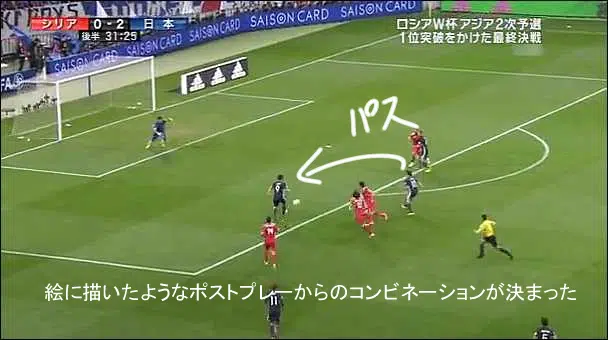 SAISON CARD
SAISON CARD
SAISON CARD
シリア 0-2 日本
後半 31:25
adidas
ロシアW杯アジア2次予選
1位突破をかけた最終決戦
パス
9
14
11
絵に描いたようなポストプレーからのコンビネーションが決まった